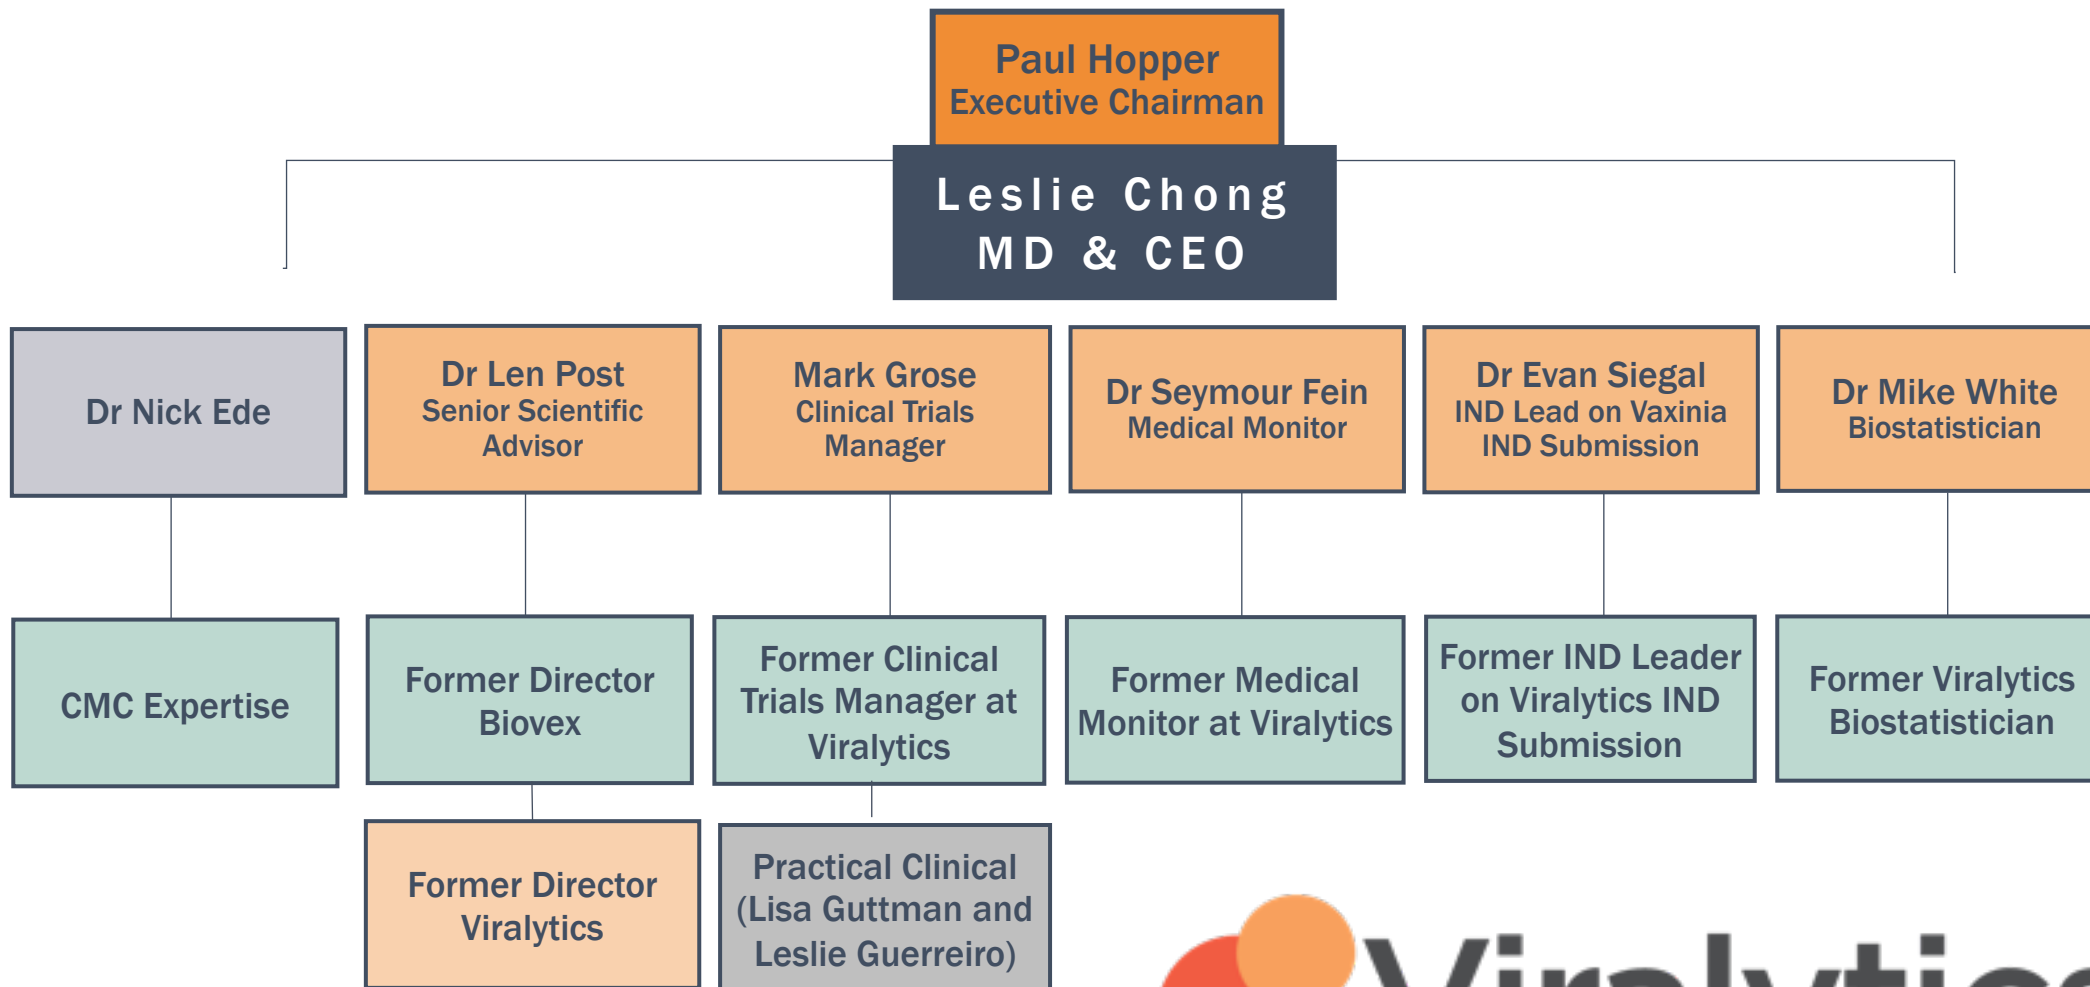 Paul Hopper
Executive Chairman
Leslie Chong
MD & CEO
Dr Nick Ede
Dr Len Post
Senior Scientific
Advisor
Mark Grose
Clinical Trials
Manager
Dr Seymour Fein
Medical Monitor
Dr Evan Siegal
IND Lead on Vaxinia
IND Submission
Dr Mike White
Biostatistician
CMC Expertise
Former Director
Biovex
Former Clinical
Trials Manager at
Viralytics
Former Medical
Monitor at Viralytics
Former IND Leader
on Viralytics IND
Submission
Former Viralytics
Biostatistician
Former Director
Viralytics
Practical Clinical
(Lisa Guttman and
Leslie Guerreiro)
Viralytics